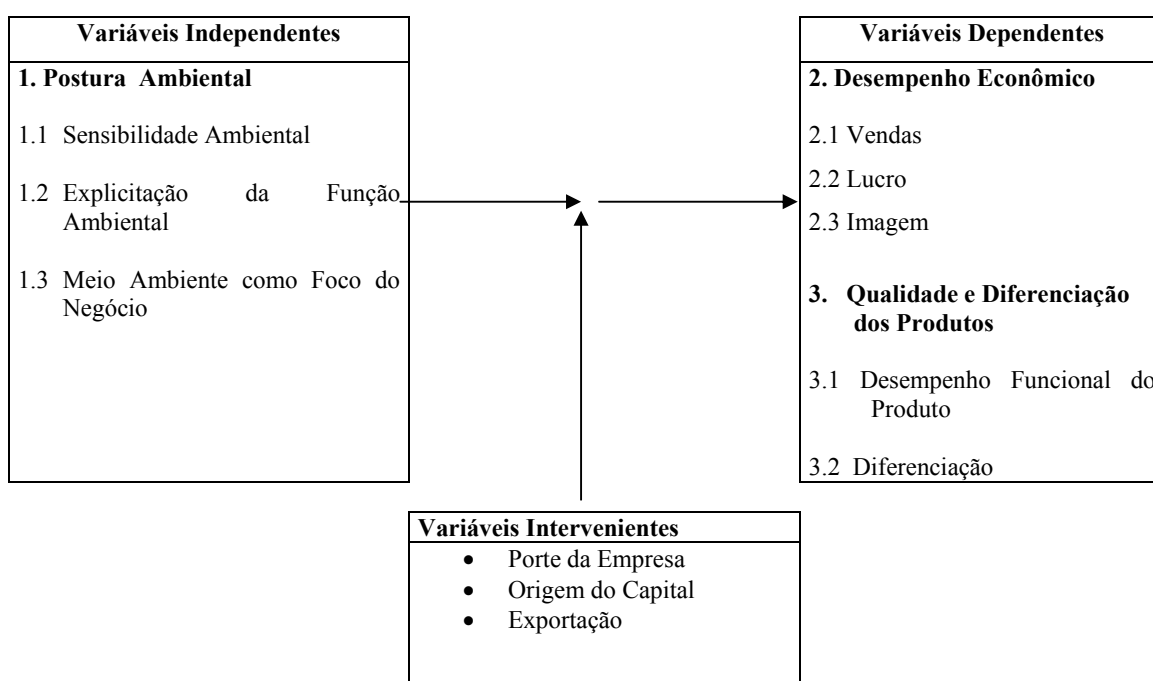 Variáveis Independentes
1. Postura Ambiental
1.1 Sensibilidade Ambiental
1.2 Explicitação da Função
Ambiental
1.3 Meio Ambiente como Foco do
Negócio
Variáveis Dependentes
2. Desempenho Econômico
2.1 Vendas
2.2 Lucro
2.3 Imagem
3. Qualidade e Diferenciação
dos Produtos
3.1 Desempenho Funcional do
Produto
3.2 Diferenciação
Variáveis Intervenientes
• Porte da Empresa
• Origem do Capital
• Exportação